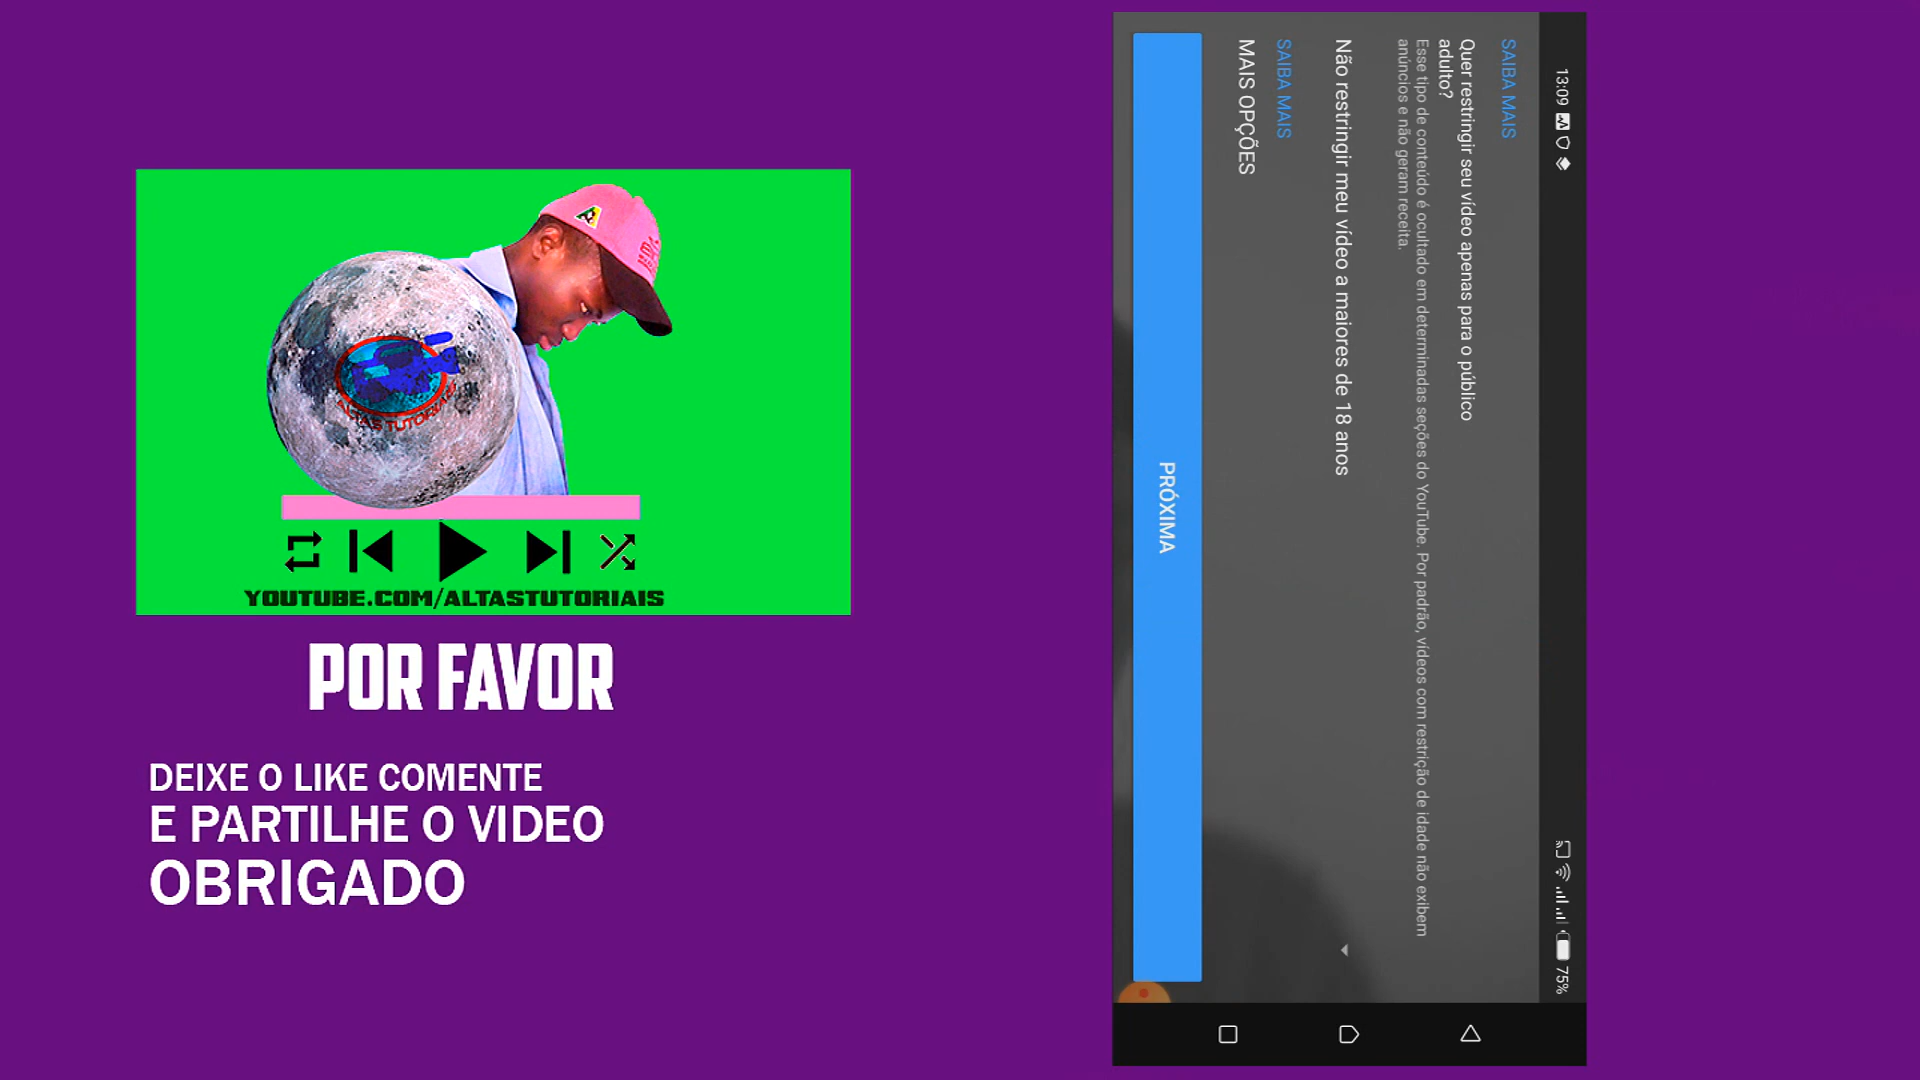 ALTAS TUTORIAIS
YOUTUBE.COM/ALTASTUTORIAIS
POR FAVOR
DEIXE O LIKE COMENTE
E PARTILHE O VIDEO
OBRIGADO
13:09
75%
SAIBA MAIS
Quer restringir seu vídeo apenas para o público
adulto?
Esse tipo de conteúdo é ocultado em determinadas seções do YouTube. Por padrão, vídeos com restrição de idade não exibem
anúncios e não geram receita.
Não restringir meu vídeo a maiores de 18 anos
SAIBA MAIS
MAIS OPÇÕES
PRÓXIMA